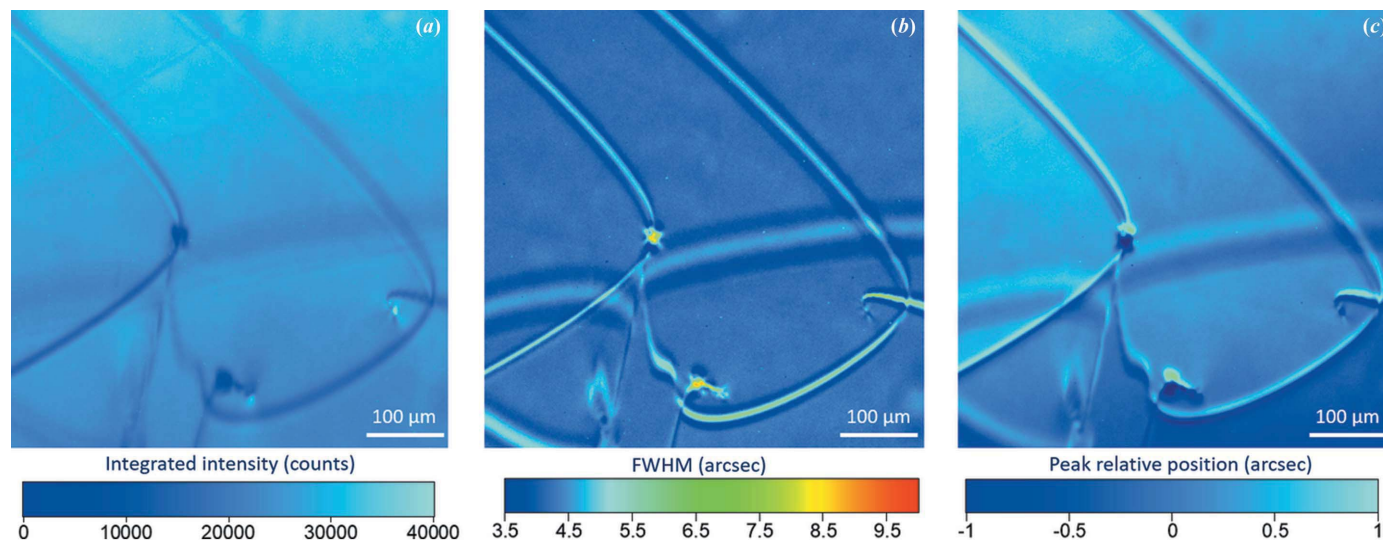 (a) (b) (c)
100 μm 100 μm 100 μm
Integrated intensity (counts) FWHM (arcsec) Peak relative position (arcsec)
0 10000 20000 30000 40000 3.5 4.5 5.5 6.5 7.5 8.5 9.5 -1 -0.5 0 0.5 1